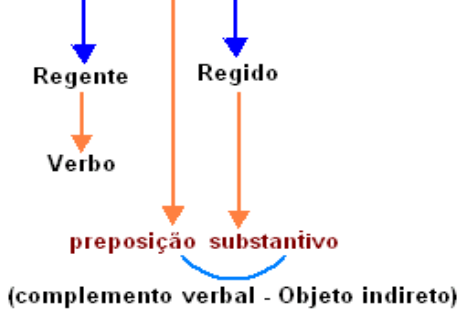 Regente Regido
Verbo
preposição substantivo
(complemento verbal - Objeto indireto)